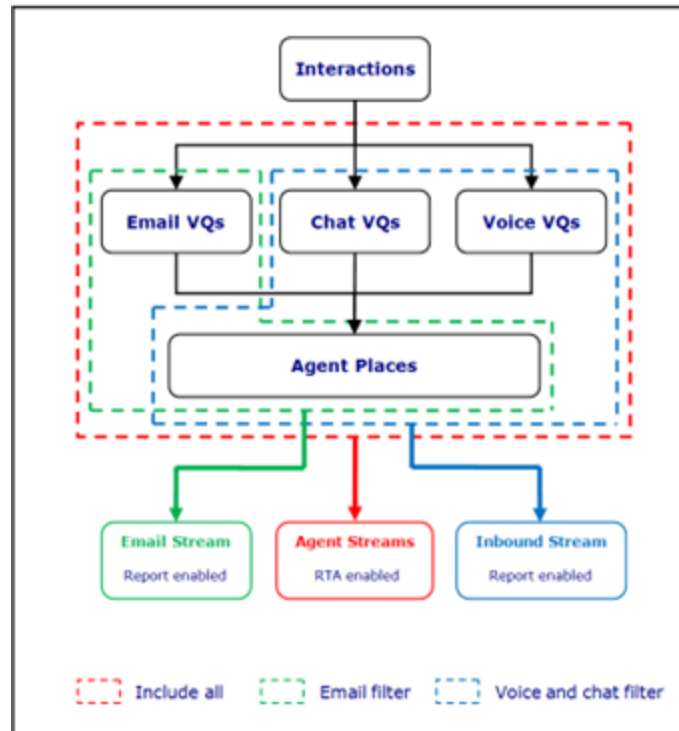 Interactions
Email VQs
Chat VQs
Voice VQs
Agent Places
Email Stream
Report enabled
Agent Streams
RTA enabled
Inbound Stream
Report enabled
Include all
Email filter
Voice and chat filter